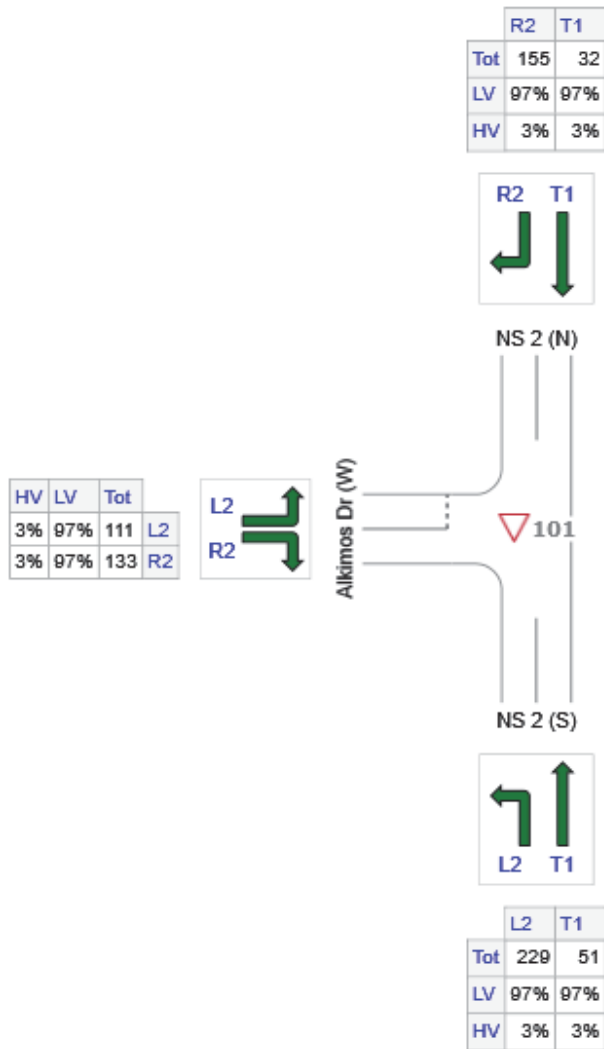 R2 T1
Tot 155 32
LV 97% 97%
HV 3% 3%
R2 T1
NS 2 (N)
HV LV Tot
3% 97% 111 L2
3% 97% 133 R2
L2
R2
Alkimos Dr (W)
101
NS 2 (S)
L2 T1
L2 T1
Tot 229 51
LV 97% 97%
HV 3% 3%